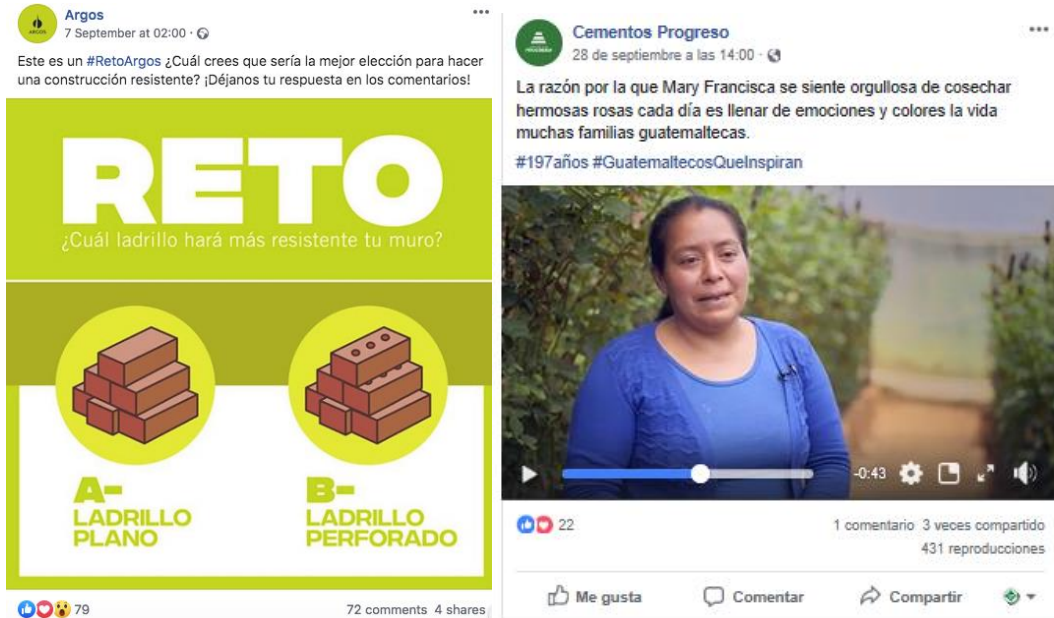 Argos
7 September at 02:00
Este es un #RetoArgos ¿Cuál crees que sería la mejor elección para hacer
una construcción resistente? ¡Déjanos tu respuesta en los comentarios!
RETO
¿Cuál ladrillo hará más resistente tu muro?
A-
LADRILLO
PLANO
B-
LADRILLO
PERFORADO
79
72 comments 4 shares
Cementos Progreso
28 de septiembre a las 14:00
La razón por la que Mary Francisca se siente orgullosa de cosechar
hermosas rosas cada día es llenar de emociones y colores la vida
muchas familias guatemaltecas.
#197años #GuatemaltecosQueInspiran
-0:43
22
1 comentario 3 veces compartido
431 reproducciones
Me gusta
Comentar
Compartir